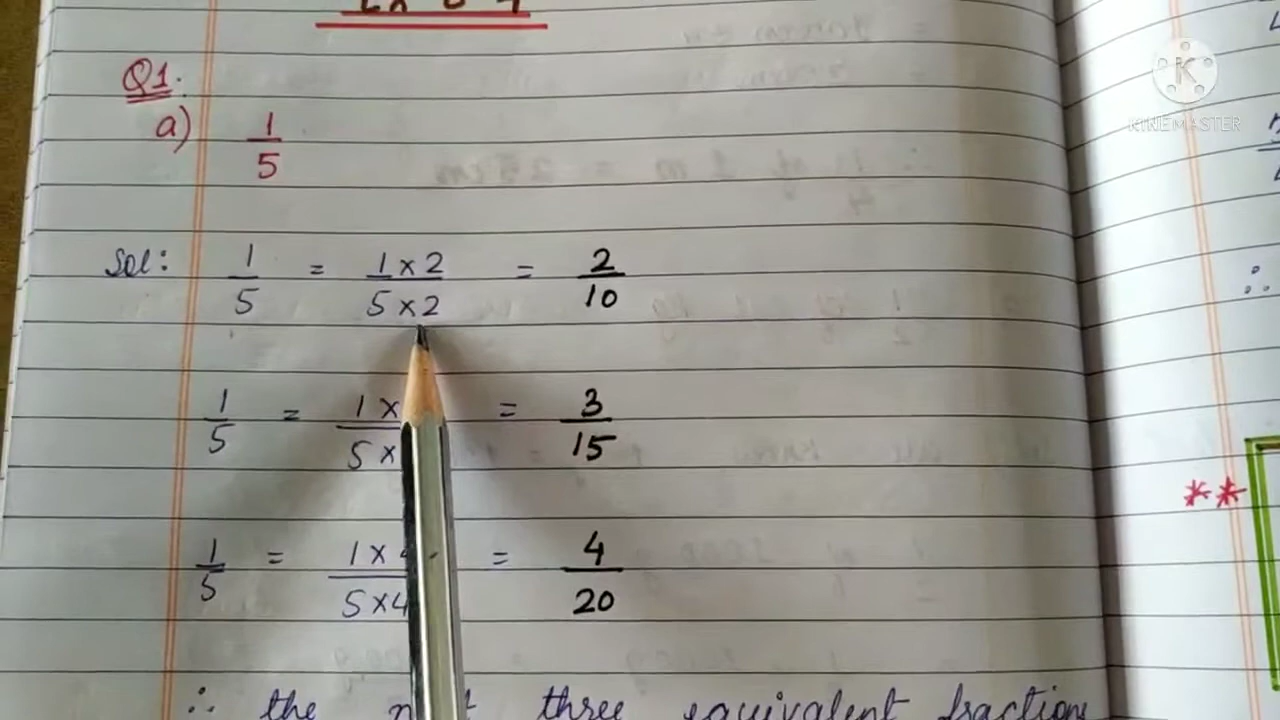 Q1.
a) 1/5
Sol: 1/5 = 1 x 2 / 5 x 2 = 2/10
1/5 = 1 x / 5 x = 3/15
1/5 = 1 x 4 / 5 x 4 = 4/20
∴ the three equivalent fractions
KINEMASTER
**